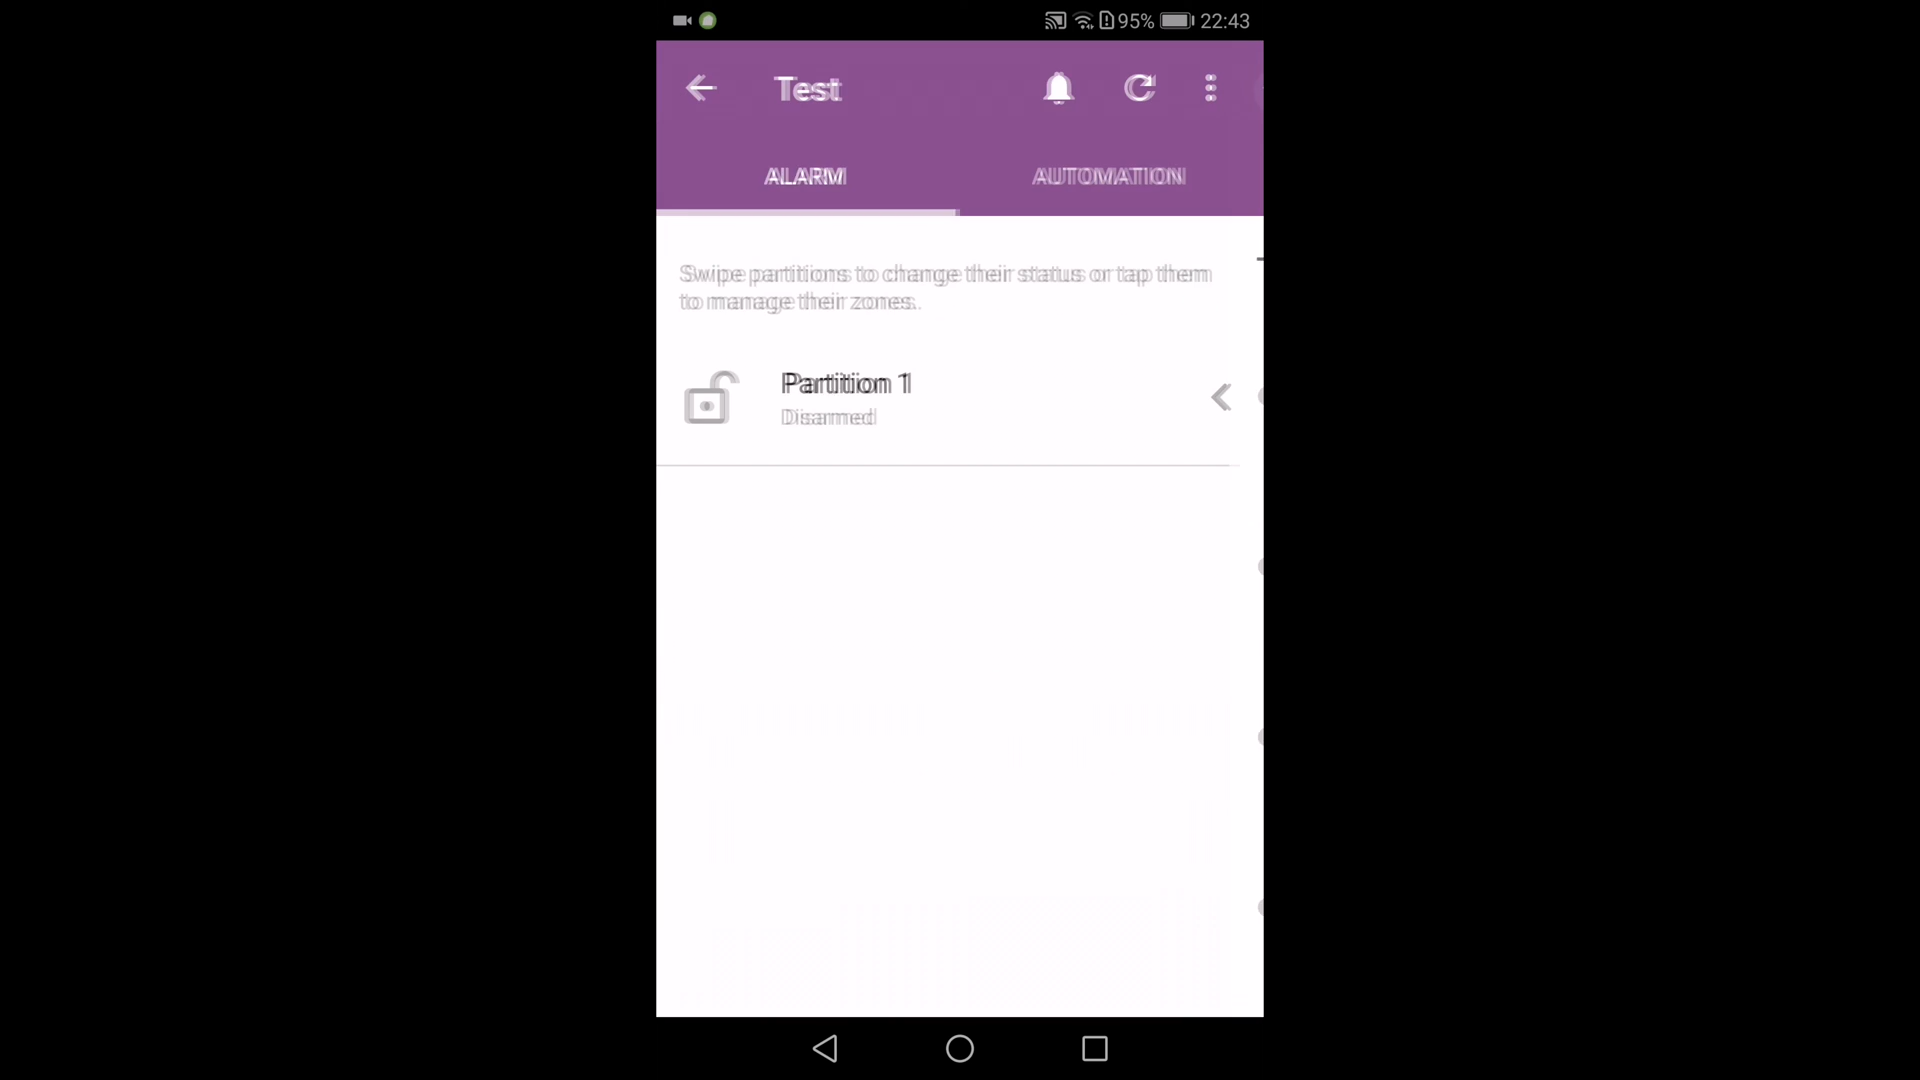 95% 22:43
Test
ALARM AUTOMATION
Swipe partitions to change their status or tap them
to manage their zones.
Partition 1
Disarmed